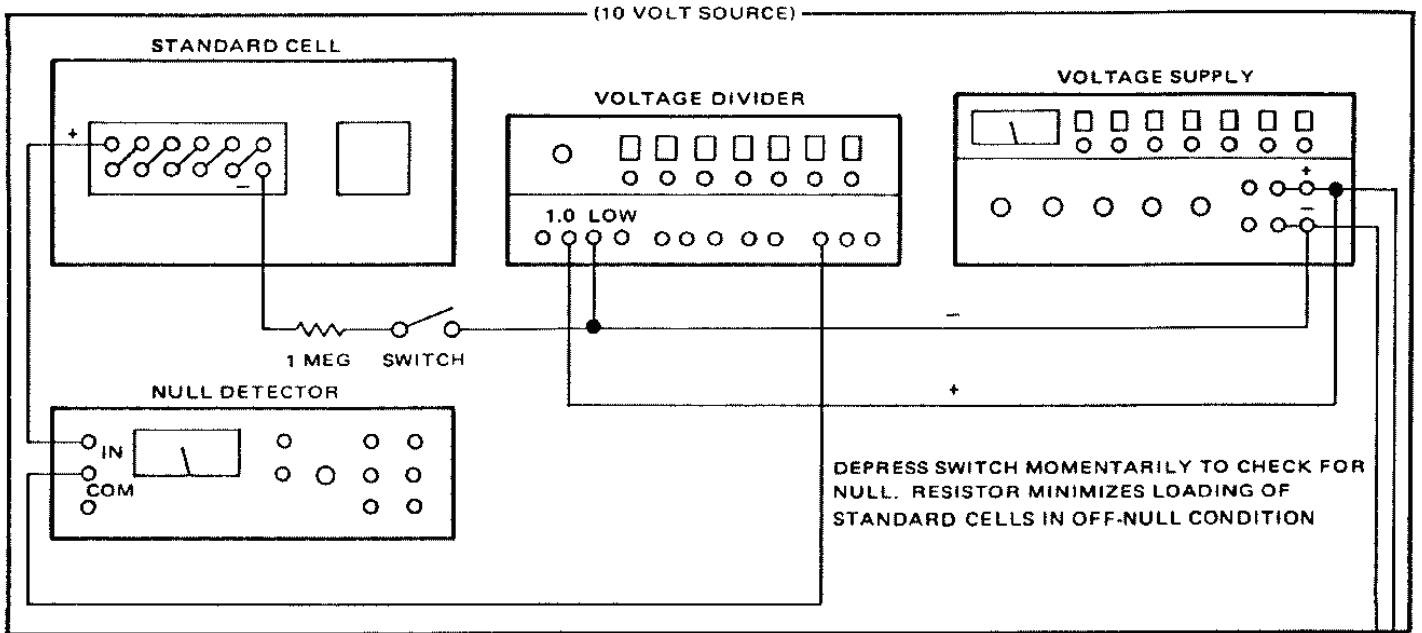 (10 VOLT SOURCE)
STANDARD CELL
VOLTAGE DIVIDER
VOLTAGE SUPPLY
+
−
1.0 LOW
+
−
1 MEG SWITCH
−
+
NULL DETECTOR
IN
COM
DEPRESS SWITCH MOMENTARILY TO CHECK FOR
NULL. RESISTOR MINIMIZES LOADING OF
STANDARD CELLS IN OFF-NULL CONDITION